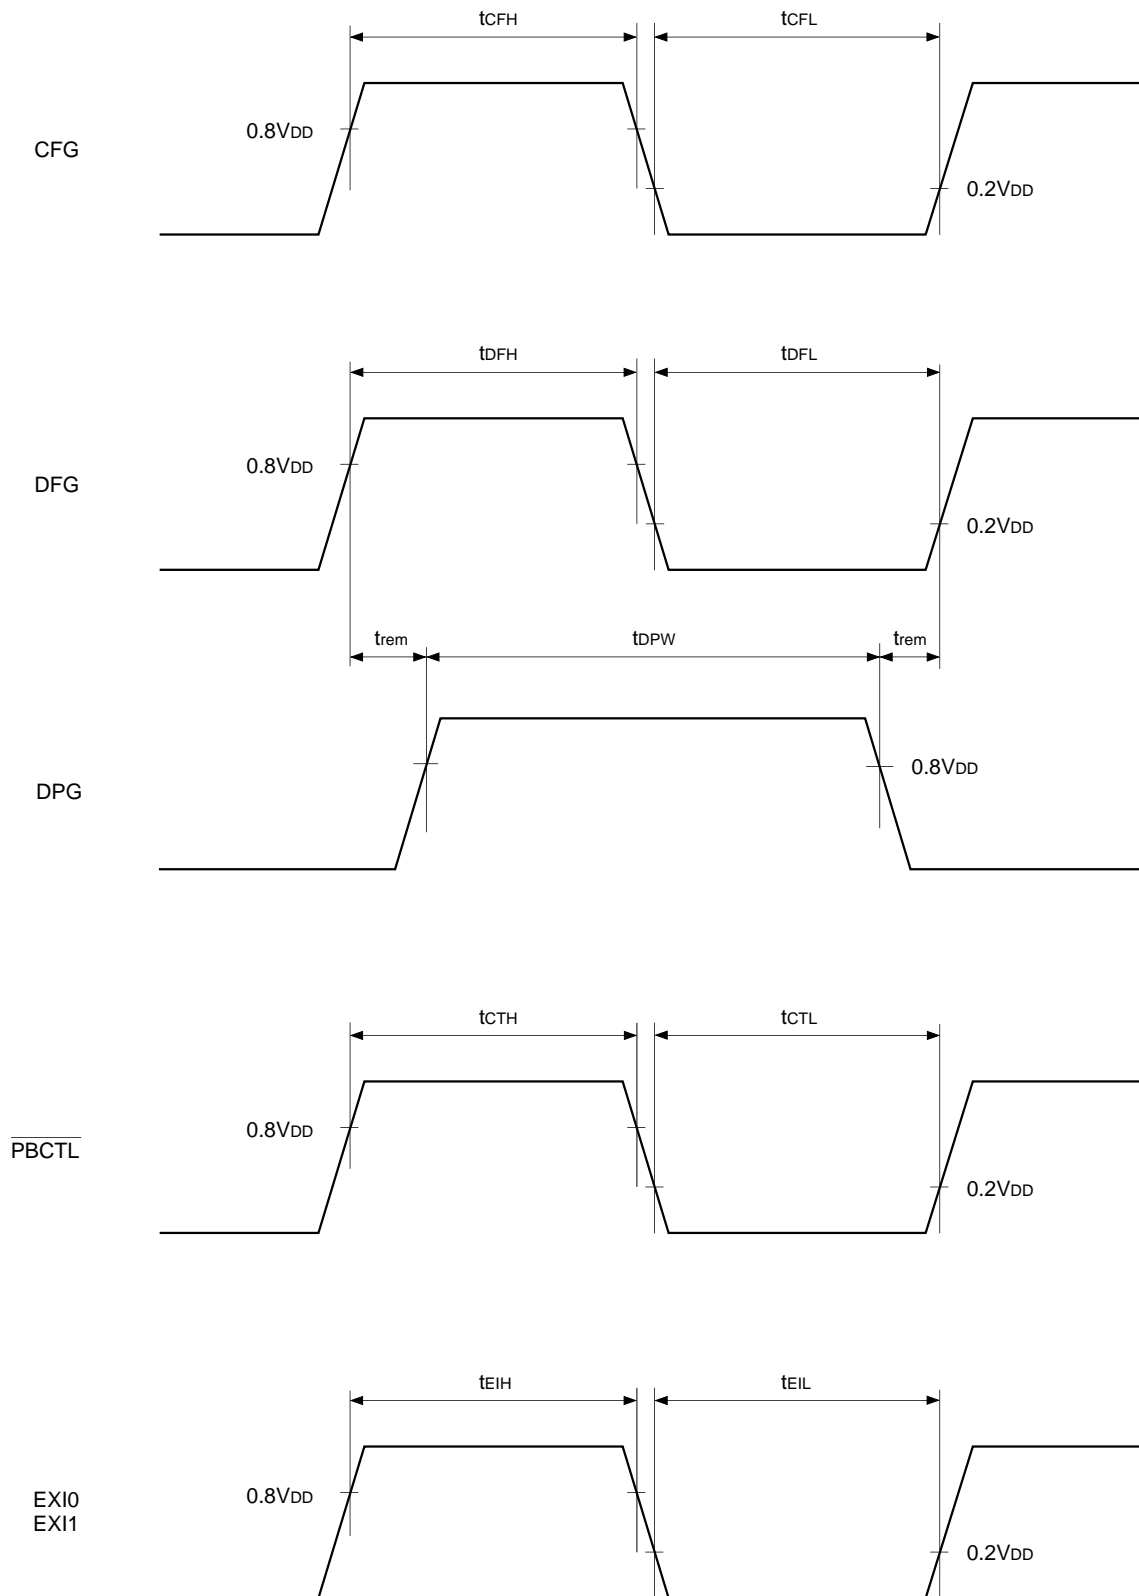 tCFH
tCFL
0.8VDD
CFG
0.2VDD
tDFH
tDFL
0.8VDD
DFG
0.2VDD
trem
tDPW
trem
0.8VDD
DPG
tCTH
tCTL
0.8VDD
PBCTL
0.2VDD
tEIH
tEIL
0.8VDD
EXI0
EXI1
0.2VDD